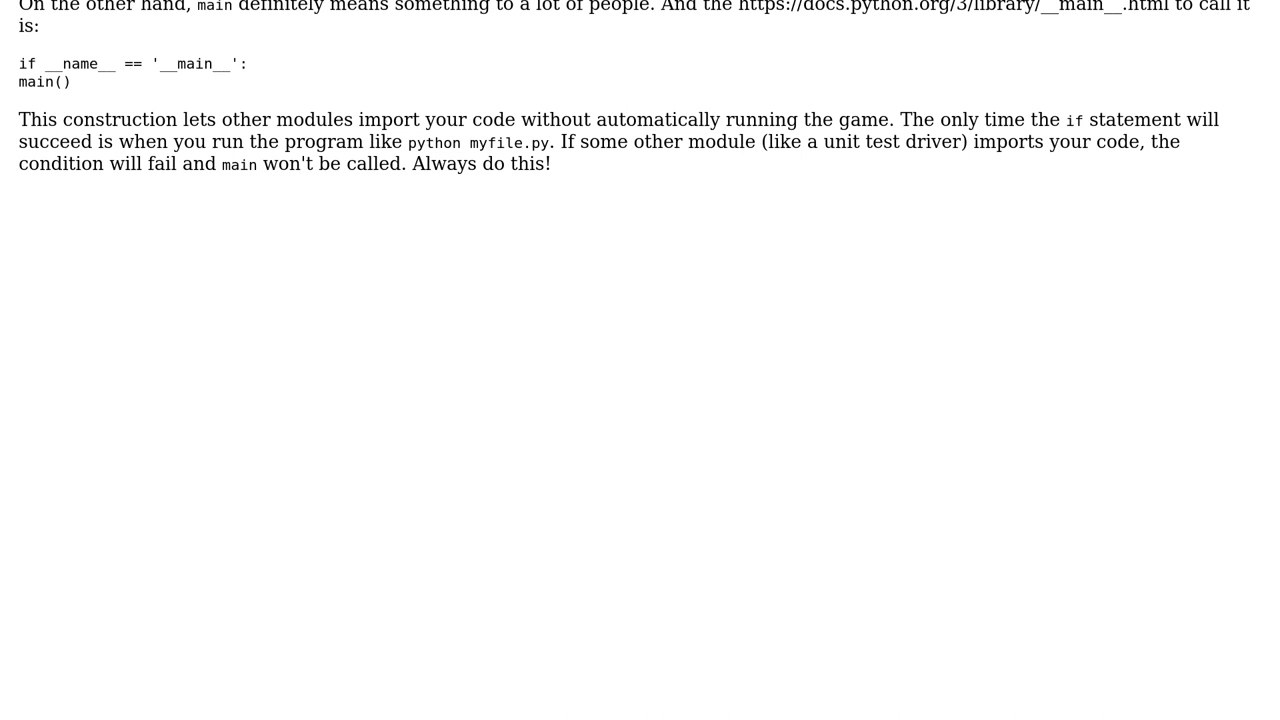 On the other hand, main definitely means something to a lot of people. And the https://docs.python.org/3/library/__main__.html to call it
is:
if __name__ == '__main__':
main()
This construction lets other modules import your code without automatically running the game. The only time the if statement will
succeed is when you run the program like python myfile.py. If some other module (like a unit test driver) imports your code, the
condition will fail and main won't be called. Always do this!